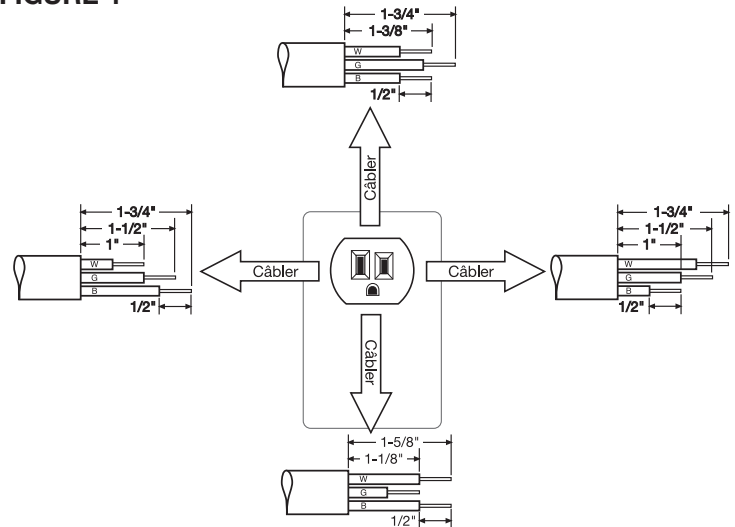 FIGURE 1
1-3/4"
1-3/8"
W
G
B
1/2"
Câbler
1-3/4"
1-1/2"
1"
W
G
B
1/2"
Câbler
Câbler
1-3/4"
1-1/2"
1"
W
G
B
1/2"
Câbler
1-5/8"
1-1/8"
W
G
B
1/2"